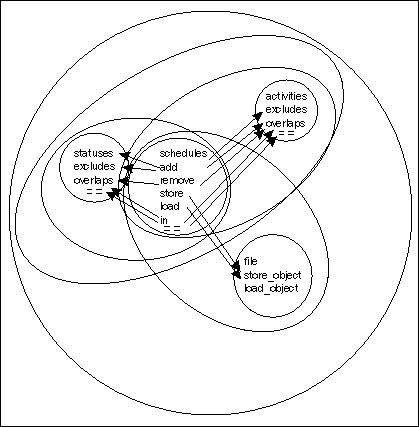 activities
excludes
overlaps
= =
statuses
excludes
overlaps
= =
schedules
add
remove
store
load
in
= =
file
store_object
load_object